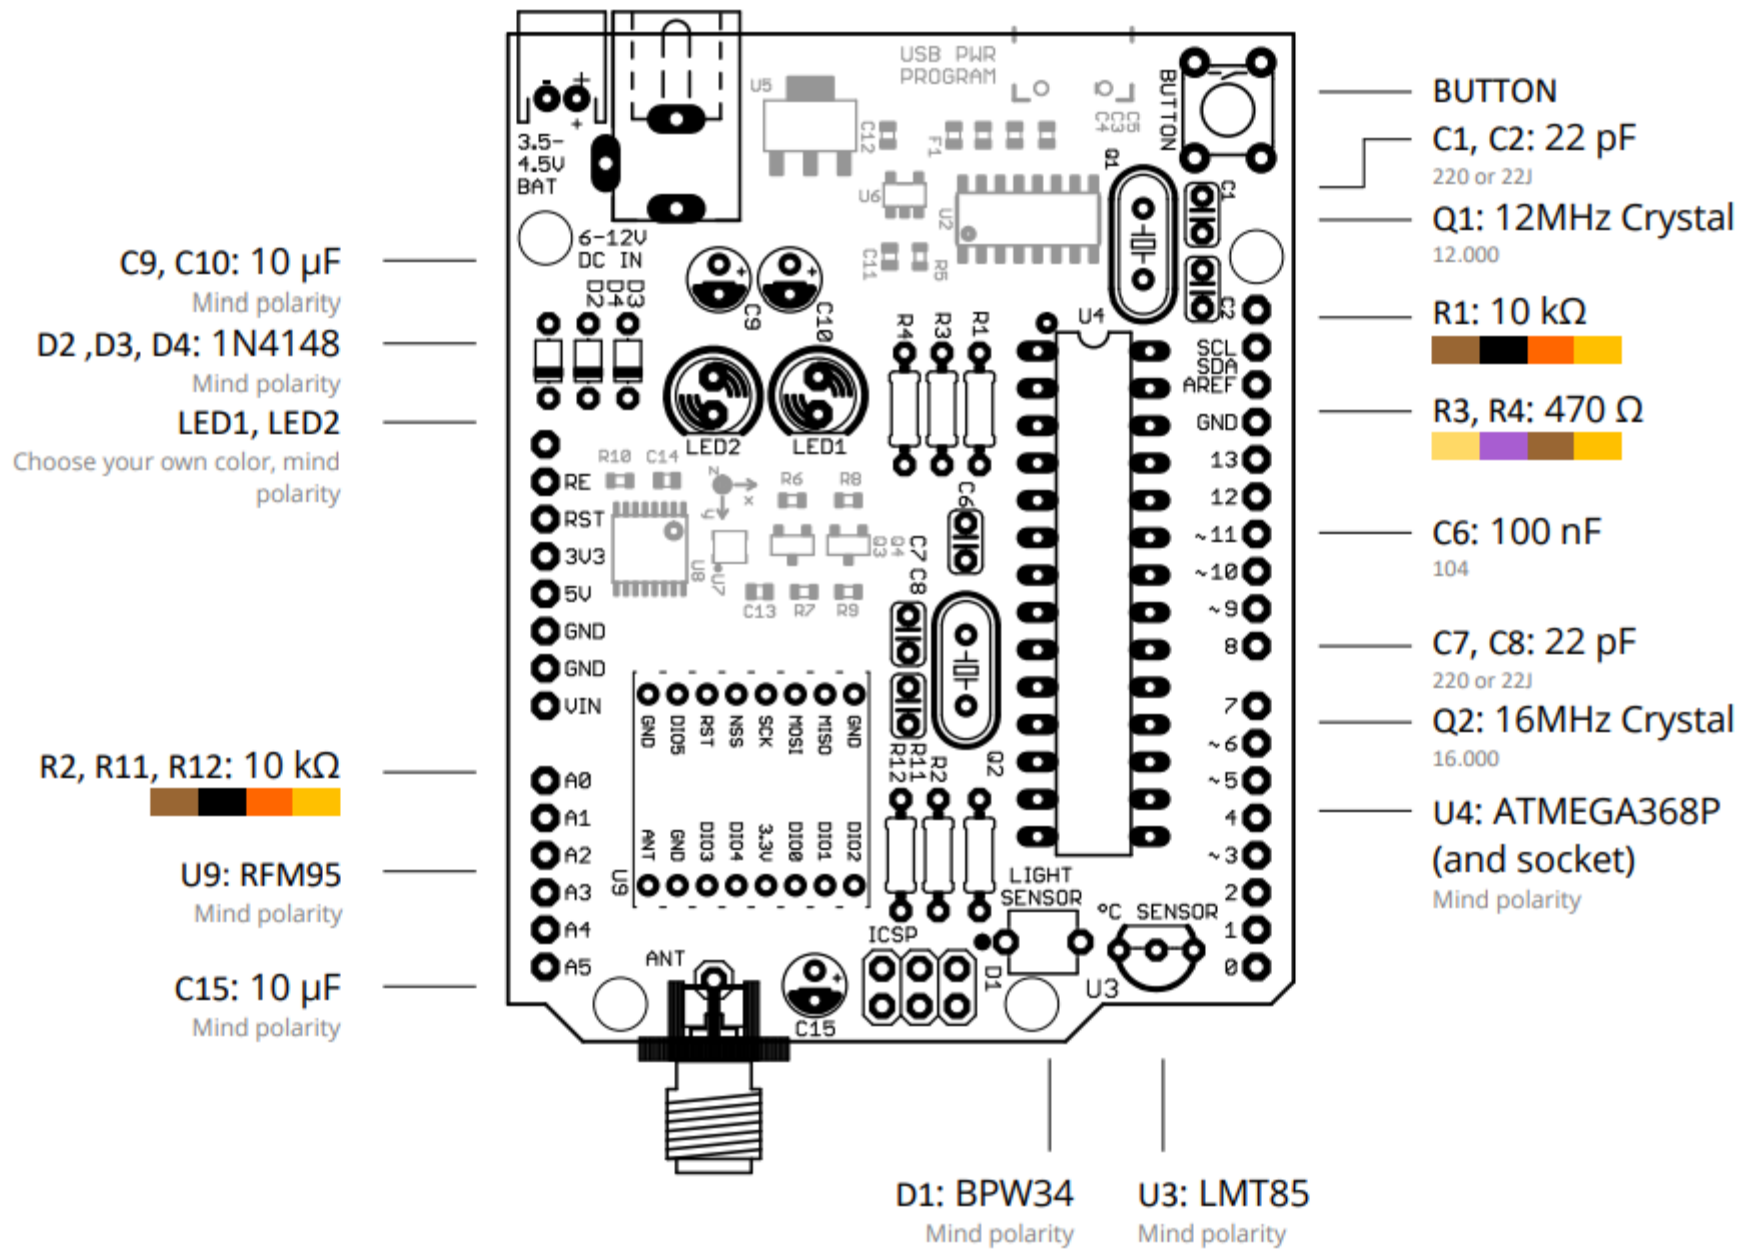 C9, C10: 10 µF
Mind polarity
D2 ,D3, D4: 1N4148
Mind polarity
LED1, LED2
Choose your own color, mind
polarity
R2, R11, R12: 10 kΩ
U9: RFM95
Mind polarity
C15: 10 µF
Mind polarity
USB PWR
PROGRAM
U5
C12
F1
C4
C3
C5
BUTTON
- +
+
3.5-
4.5V
BAT
6-12V
DC IN
U6
U2
C11
R5
Q1
C1
C2
D2
D4
D3
C9
C10
R4
R3
R1
U4
SCL
SDA
AREF
GND
13
12
~11
~10
~9
8
7
~6
~5
4
~3
2
1
0
LED2
LED1
R10
C14
z
x
y
R6
R8
Q3
Q4
U8
U7
C13
R7
R9
C6
C7
C8
RE
RST
3V3
5V
GND
GND
VIN
A0
A1
A2
A3
A4
A5
GND
DIO5
RST
NSS
SCK
MOSI
MISO
GND
ANT
GND
DIO3
DIO4
3.3V
DIO0
DIO1
DIO2
U9
R12
R11
R2
Q2
LIGHT
SENSOR
°C SENSOR
ICSP
D1
U3
ANT
C15
BUTTON
C1, C2: 22 pF
220 or 22J
Q1: 12MHz Crystal
12.000
R1: 10 kΩ
R3, R4: 470 Ω
C6: 100 nF
104
C7, C8: 22 pF
220 or 22J
Q2: 16MHz Crystal
16.000
U4: ATMEGA368P
(and socket)
Mind polarity
D1: BPW34
Mind polarity
U3: LMT85
Mind polarity